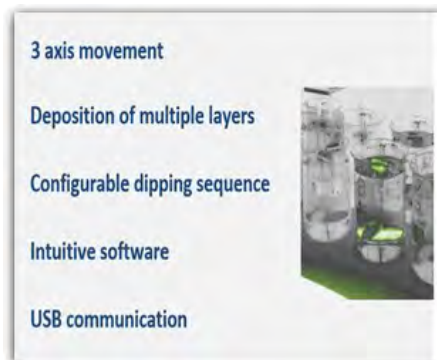 3 axis movement
Deposition of multiple layers
Configurable dipping sequence
Intuitive software
USB communication